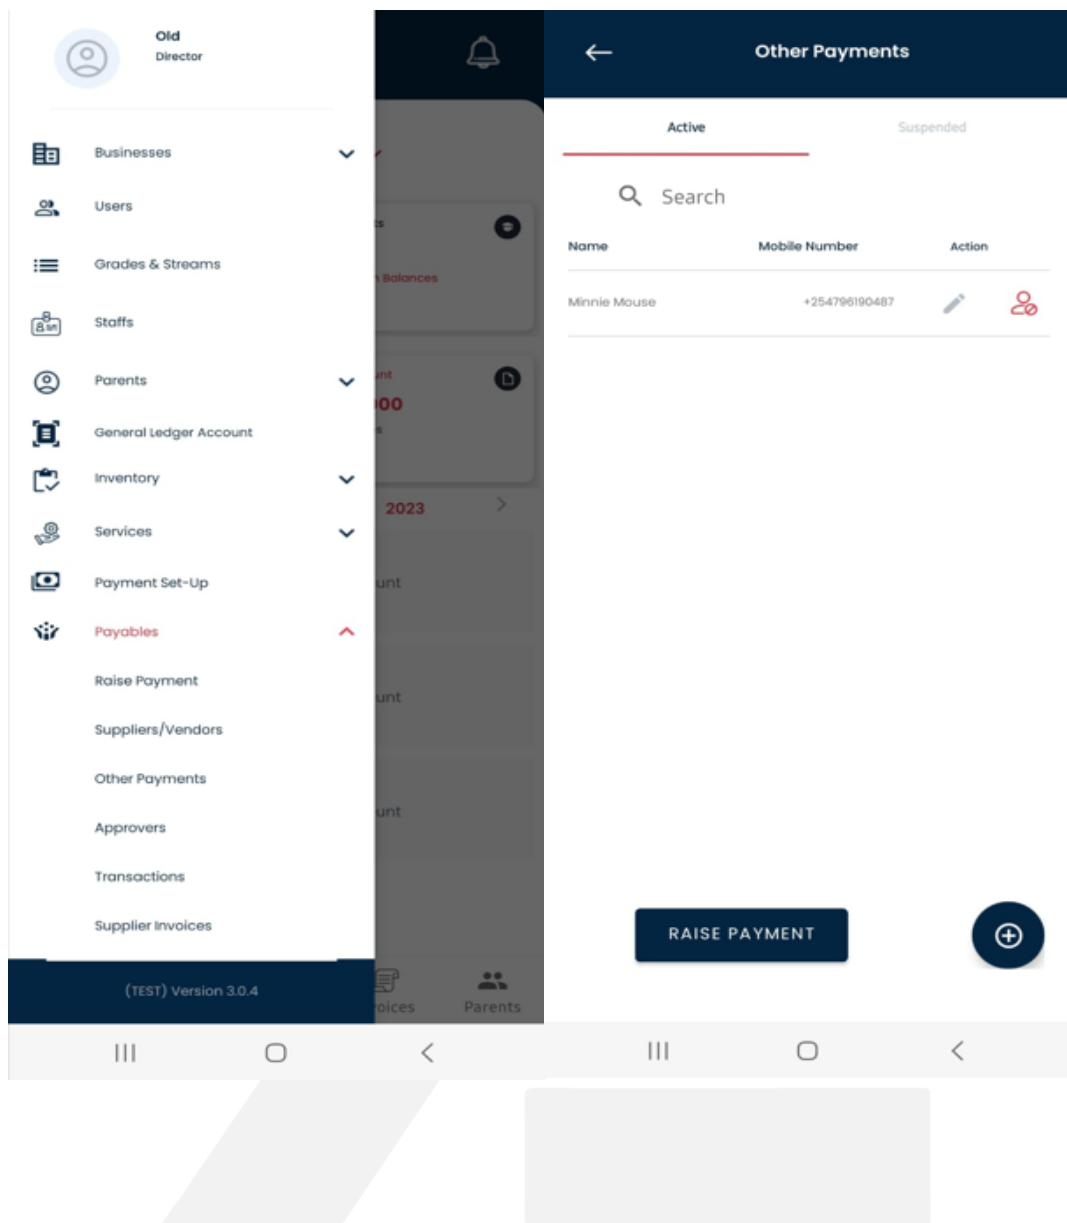 Old
Director
Businesses
Users
Grades & Streams
Staffs
Parents
General Ledger Account
Inventory
Services
Payment Set-Up
Payables
Raise Payment
Suppliers/Vendors
Other Payments
Approvers
Transactions
Supplier Invoices
(TEST) Version 3.0.4
Balances
2023
Parents
Other Payments
Active
Suspended
Search
Name Mobile Number Action
Minnie Mouse +254796190487
RAISE PAYMENT